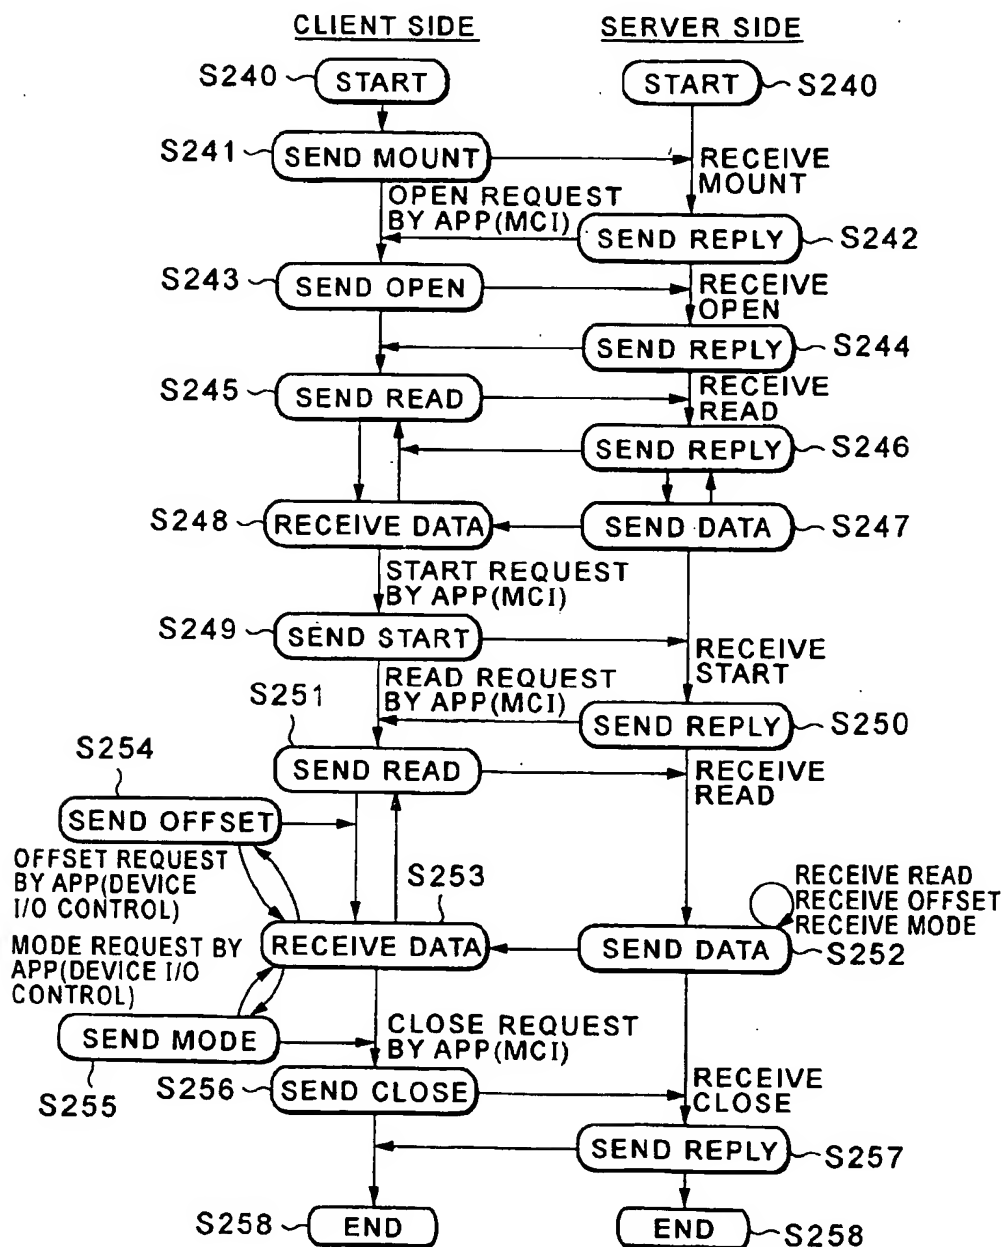 CLIENT SIDE
SERVER SIDE
S240
START
START
S240
S241
SEND MOUNT
RECEIVE
MOUNT
OPEN REQUEST
BY APP(MCI)
SEND REPLY
S242
S243
SEND OPEN
RECEIVE
OPEN
SEND REPLY
S244
S245
SEND READ
RECEIVE
READ
SEND REPLY
S246
S248
RECEIVE DATA
SEND DATA
S247
START REQUEST
BY APP(MCI)
S249
SEND START
RECEIVE
START
S251
READ REQUEST
BY APP(MCI)
SEND REPLY
S250
S254
SEND READ
RECEIVE
READ
SEND OFFSET
OFFSET REQUEST
BY APP(DEVICE
I/O CONTROL)
S253
RECEIVE READ
RECEIVE OFFSET
RECEIVE MODE
RECEIVE DATA
SEND DATA
S252
MODE REQUEST BY
APP(DEVICE I/O
CONTROL)
SEND MODE
S255
CLOSE REQUEST
BY APP(MCI)
S256
SEND CLOSE
RECEIVE
CLOSE
SEND REPLY
S257
S258
END
END
S258